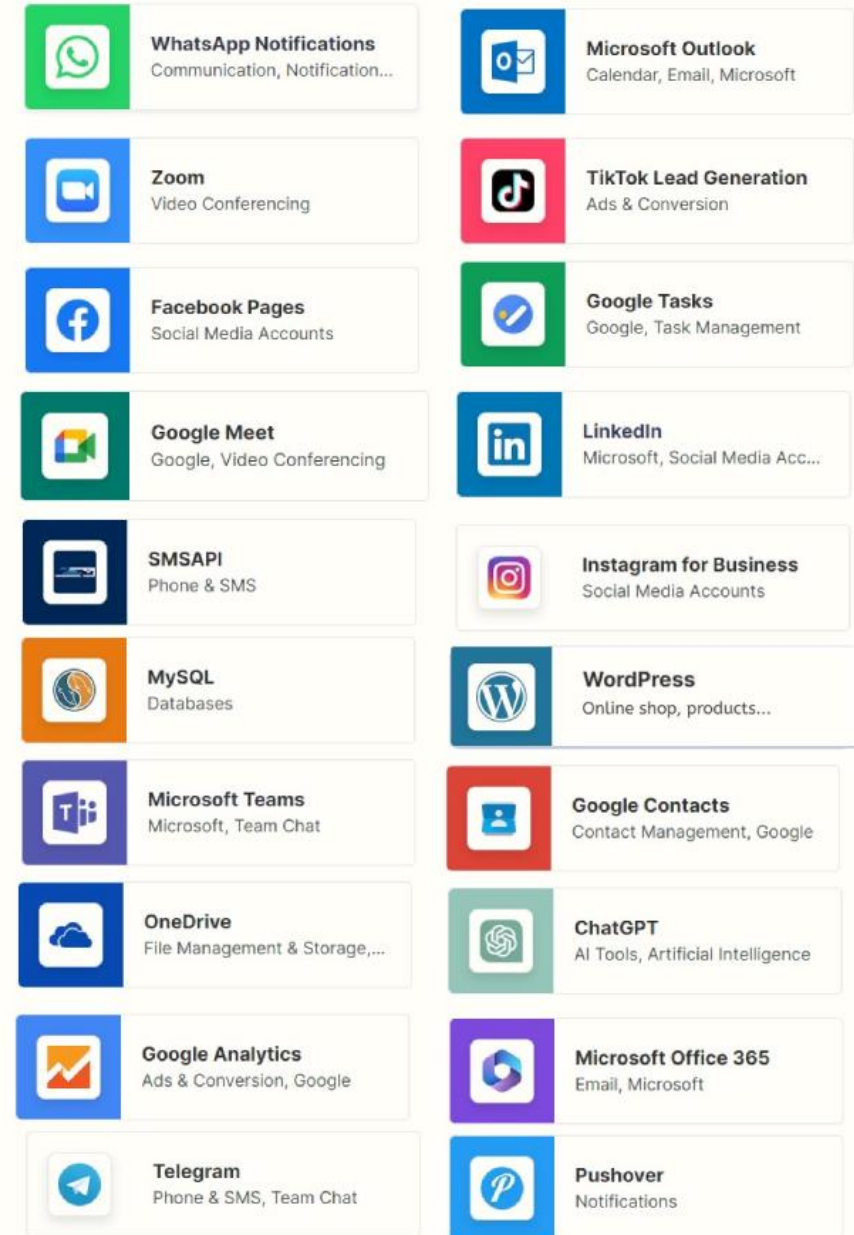 WhatsApp Notifications
Communication, Notification...
Microsoft Outlook
Calendar, Email, Microsoft
Zoom
Video Conferencing
TikTok Lead Generation
Ads & Conversion
Facebook Pages
Social Media Accounts
Google Tasks
Google, Task Management
Google Meet
Google, Video Conferencing
LinkedIn
Microsoft, Social Media Acc...
in
SMSAPI
Phone & SMS
Instagram for Business
Social Media Accounts
MySQL
Databases
WordPress
Online shop, products...
Microsoft Teams
Microsoft, Team Chat
Google Contacts
Contact Management, Google
OneDrive
File Management & Storage,...
ChatGPT
AI Tools, Artificial Intelligence
Google Analytics
Ads & Conversion, Google
Microsoft Office 365
Email, Microsoft
Telegram
Phone & SMS, Team Chat
Pushover
Notifications